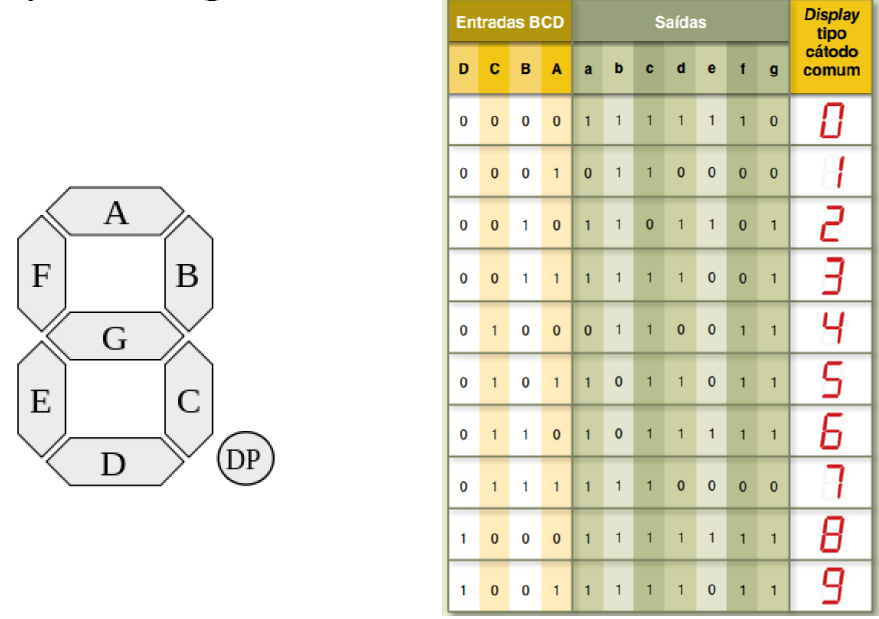 A
F
B
G
E
C
D
DP
Entradas BCD Saídas Display tipo cátodo comum
D C B A a b c d e f g
0 0 0 0 1 1 1 1 1 1 0 0
0 0 0 1 0 1 1 0 0 0 0 1
0 0 1 0 1 1 0 1 1 0 1 2
0 0 1 1 1 1 1 1 0 0 1 3
0 1 0 0 0 1 1 0 0 1 1 4
0 1 0 1 1 0 1 1 0 1 1 5
0 1 1 0 1 0 1 1 1 1 1 6
0 1 1 1 1 1 1 0 0 0 0 7
1 0 0 0 1 1 1 1 1 1 1 8
1 0 0 1 1 1 1 1 0 1 1 9